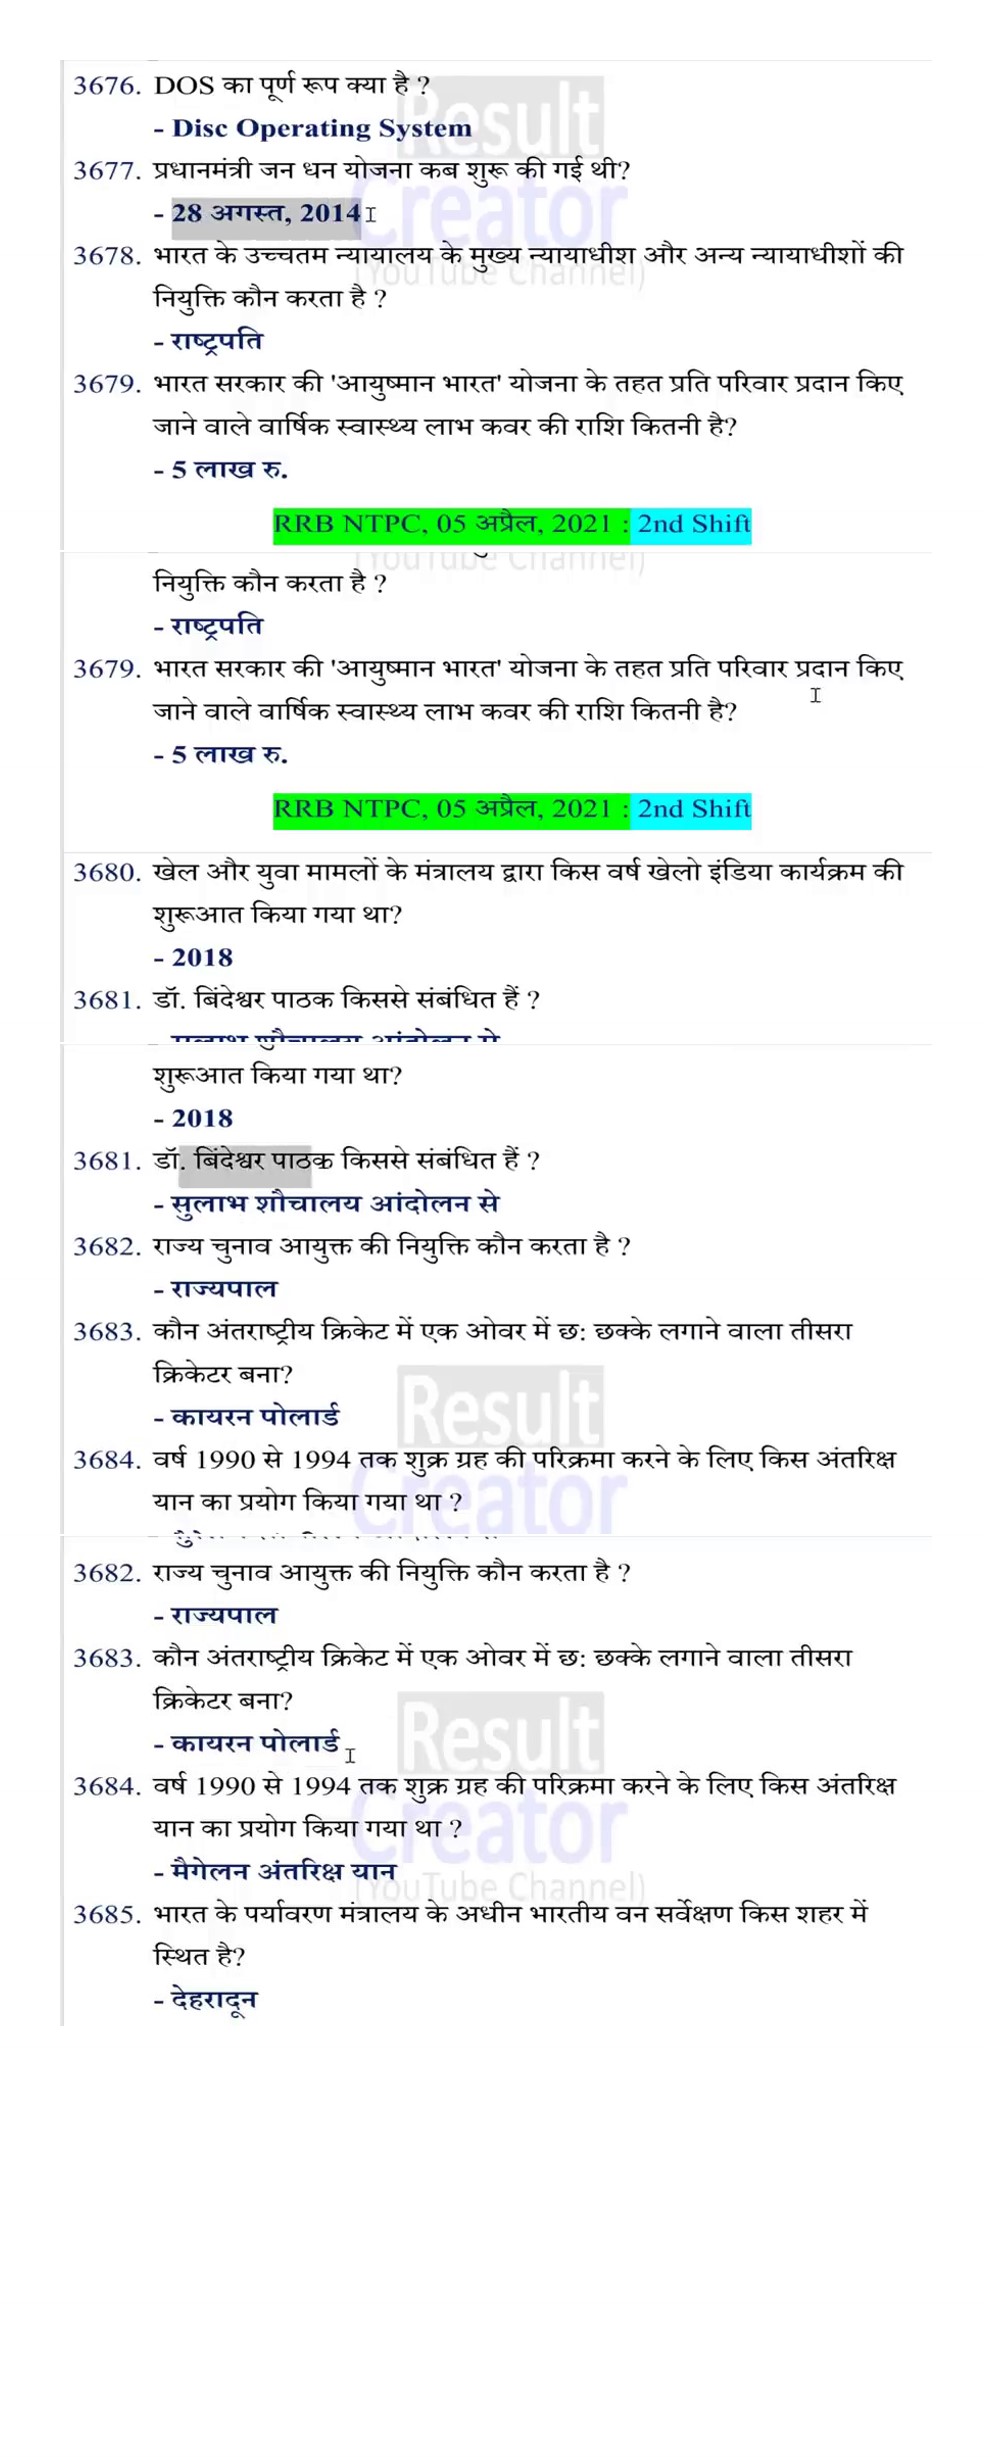 3676. DOS का पूर्ण रूप क्या है ?
- Disc Operating System
3677. प्रधानमंत्री जन धन योजना कब शुरू की गई थी?
- 28 अगस्त, 2014
3678. भारत के उच्चतम न्यायालय के मुख्य न्यायाधीश और अन्य न्यायाधीशों की
नियुक्ति कौन करता है ?
- राष्ट्रपति
3679. भारत सरकार की 'आयुष्मान भारत' योजना के तहत प्रति परिवार प्रदान किए
जाने वाले वार्षिक स्वास्थ्य लाभ कवर की राशि कितनी है?
- 5 लाख रु.
RRB NTPC, 05 अप्रैल, 2021 : 2nd Shift
Result
Creator
(YouTube Channel)
(YouTube Channel)
नियुक्ति कौन करता है ?
- राष्ट्रपति
3679. भारत सरकार की 'आयुष्मान भारत' योजना के तहत प्रति परिवार प्रदान किए
जाने वाले वार्षिक स्वास्थ्य लाभ कवर की राशि कितनी है?
- 5 लाख रु.
RRB NTPC, 05 अप्रैल, 2021 : 2nd Shift
3680. खेल और युवा मामलों के मंत्रालय द्वारा किस वर्ष खेलो इंडिया कार्यक्रम की
शुरूआत किया गया था?
- 2018
3681. डॉ. बिंदेश्वर पाठक किससे संबंधित हैं ?
शुरूआत किया गया था?
- 2018
3681. डॉ. बिंदेश्वर पाठक किससे संबंधित हैं ?
- सुलाभ शौचालय आंदोलन से
3682. राज्य चुनाव आयुक्त की नियुक्ति कौन करता है ?
- राज्यपाल
3683. कौन अंतराष्ट्रीय क्रिकेट में एक ओवर में छ: छक्के लगाने वाला तीसरा
क्रिकेटर बना?
- कायरन पोलार्ड
3684. वर्ष 1990 से 1994 तक शुक्र ग्रह की परिक्रमा करने के लिए किस अंतरिक्ष
यान का प्रयोग किया गया था ?
Result
Creator
3682. राज्य चुनाव आयुक्त की नियुक्ति कौन करता है ?
- राज्यपाल
3683. कौन अंतराष्ट्रीय क्रिकेट में एक ओवर में छ: छक्के लगाने वाला तीसरा
क्रिकेटर बना?
- कायरन पोलार्ड
3684. वर्ष 1990 से 1994 तक शुक्र ग्रह की परिक्रमा करने के लिए किस अंतरिक्ष
यान का प्रयोग किया गया था ?
- मैगेलन अंतरिक्ष यान
3685. भारत के पर्यावरण मंत्रालय के अधीन भारतीय वन सर्वेक्षण किस शहर में
स्थित है?
- देहरादून
Result
Creator
(YouTube Channel)